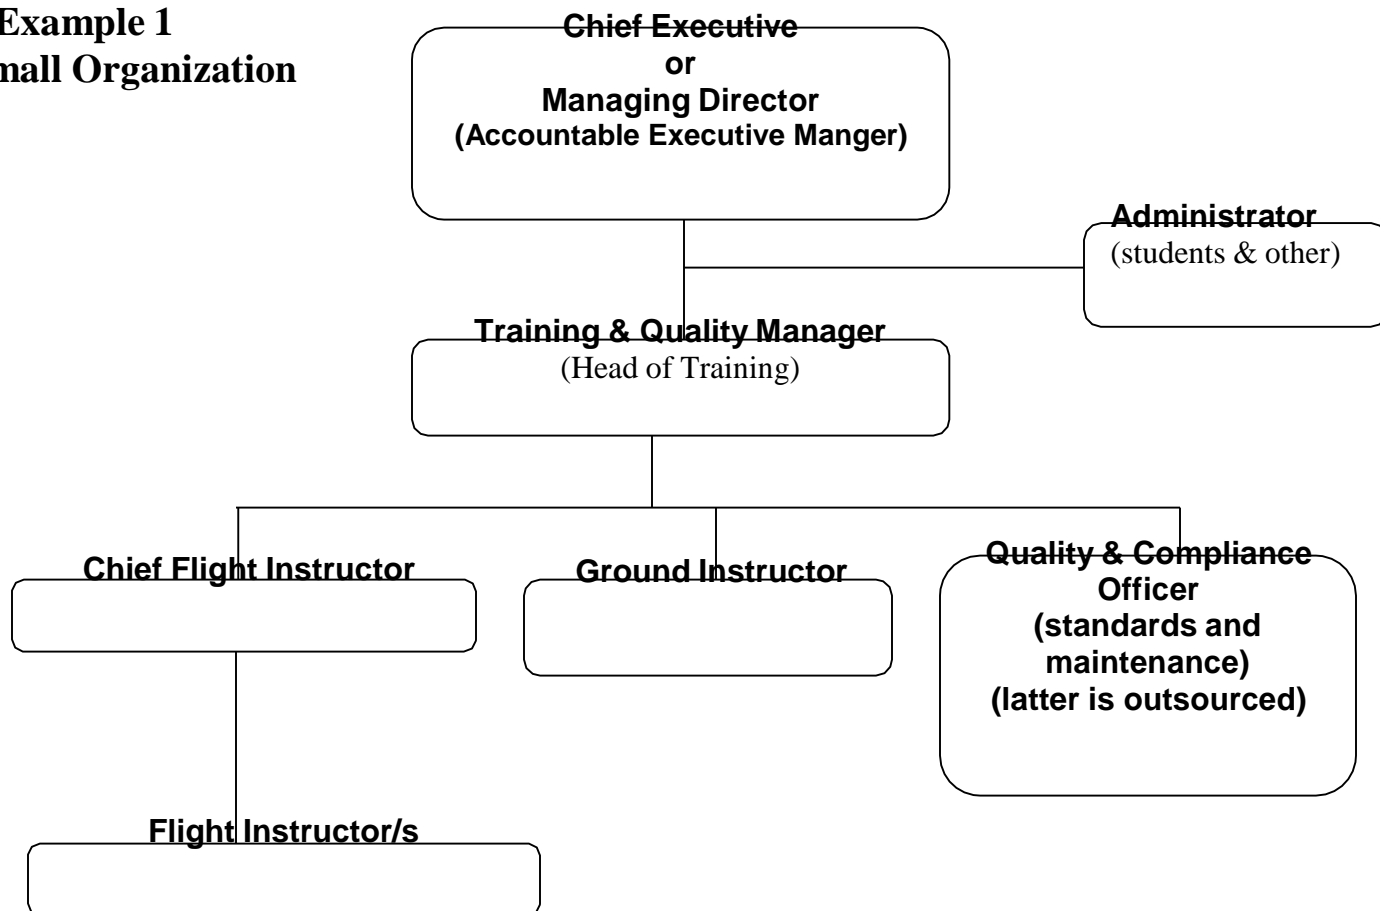 Example 1
mall Organization
Chief Executive
or
Managing Director
(Accountable Executive Manger)
Administrator
(students & other)
Training & Quality Manager
(Head of Training)
Chief Flight Instructor
Ground Instructor
Quality & Compliance
Officer
(standards and
maintenance)
(latter is outsourced)
Flight Instructor/s